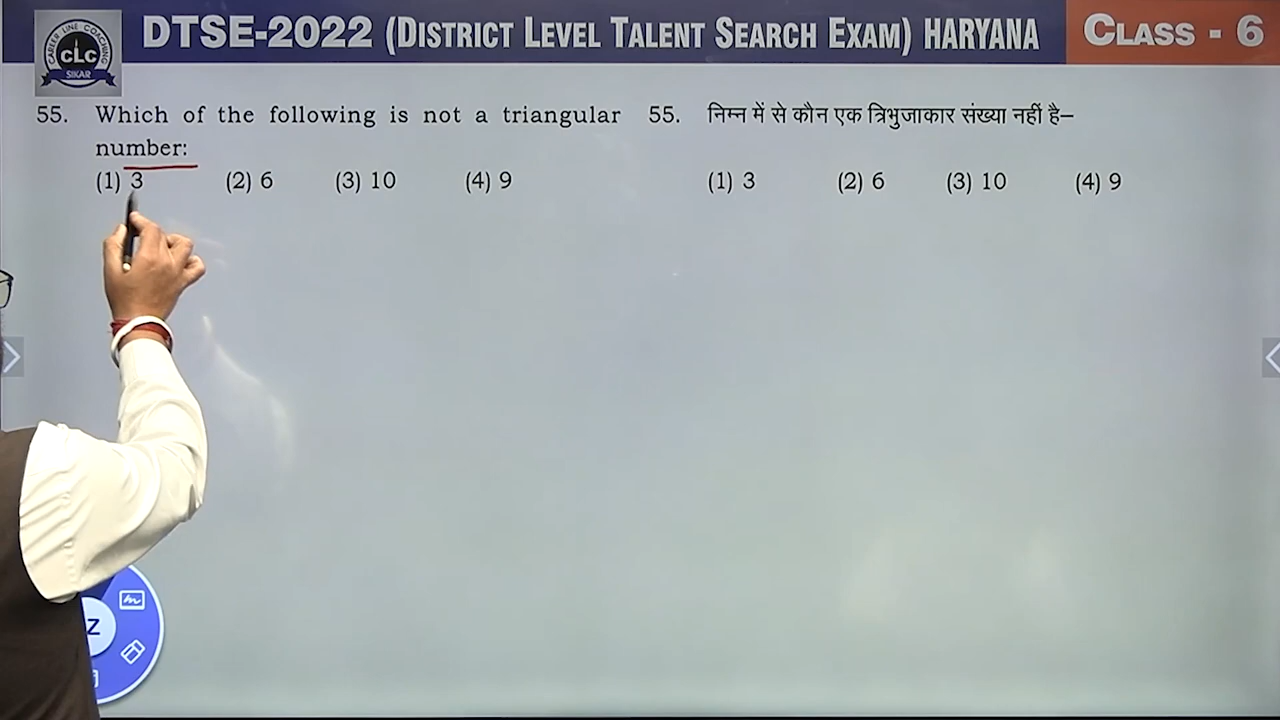 CAREER LINE COACHING
CLC
SIKAR
DTSE-2022 (DISTRICT LEVEL TALENT SEARCH EXAM) HARYANA
CLASS - 6
55. Which of the following is not a triangular
number:
(1) 3 (2) 6 (3) 10 (4) 9
55. निम्न में से कौन एक त्रिभुजाकार संख्या नहीं है–
(1) 3 (2) 6 (3) 10 (4) 9
Z